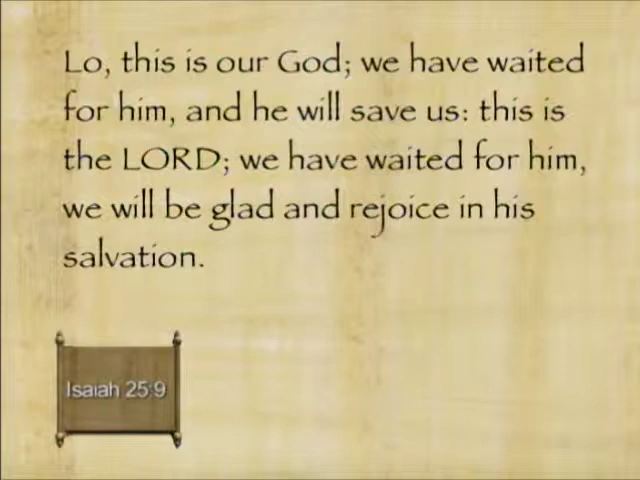 Lo, this is our God; we have waited
for him, and he will save us: this is
the LORD; we have waited for him,
we will be glad and rejoice in his
salvation.
Isaiah 25:9